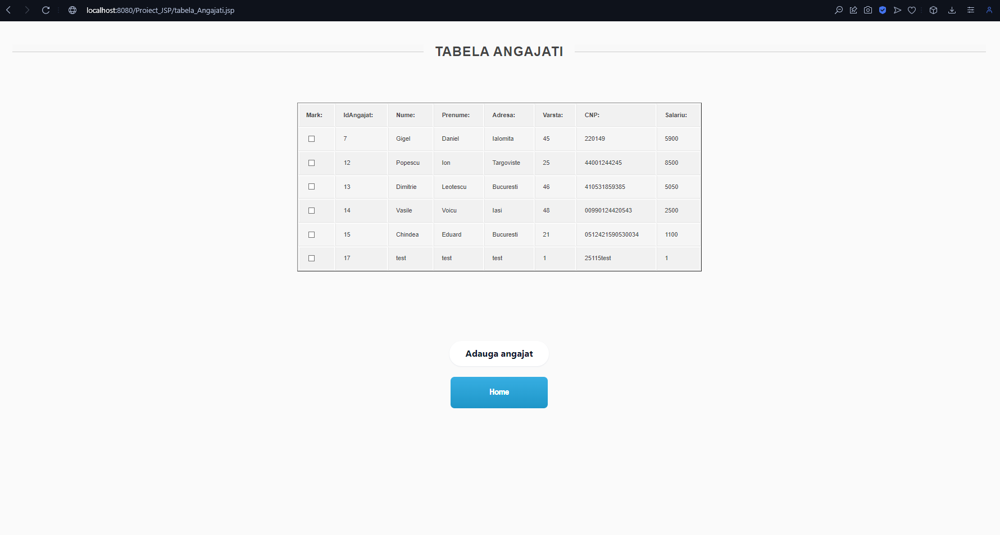 localhost:8080/Proiect_JSP/tabela_Angajati.jsp
TABELA ANGAJATI
Mark: IdAngajat: Nume: Prenume: Adresa: Varsta: CNP: Salariu:
7 Gigel Daniel Ialomita 45 220149 5900
12 Popescu Ion Targoviste 25 44001244245 8500
13 Dimitrie Leotescu Bucuresti 46 410531859385 5050
14 Vasile Voicu Iasi 48 00990124420543 2500
15 Chindea Eduard Bucuresti 21 0512421590530034 1100
17 test test test 1 25115test 1
Adauga angajat
Home